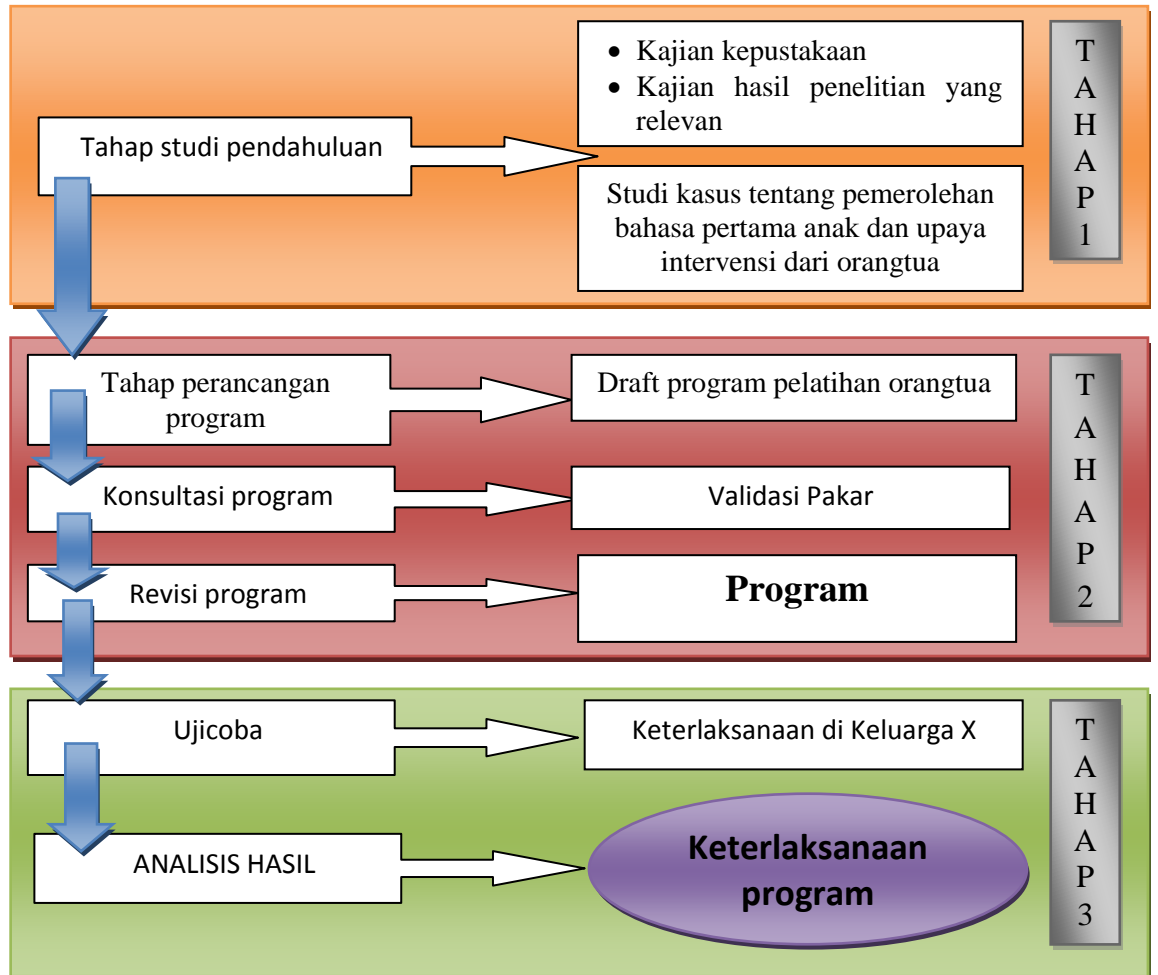 • Kajian kepustakaan
• Kajian hasil penelitian yang
relevan
Tahap studi pendahuluan
Studi kasus tentang pemerolehan
bahasa pertama anak dan upaya
intervensi dari orangtua
T
A
H
A
P
1
Tahap perancangan
program
Draft program pelatihan orangtua
Konsultasi program
Validasi Pakar
Revisi program
Program
T
A
H
A
P
2
Ujicoba
Keterlaksanaan di Keluarga X
ANALISIS HASIL
Keterlaksanaan
program
T
A
H
A
P
3